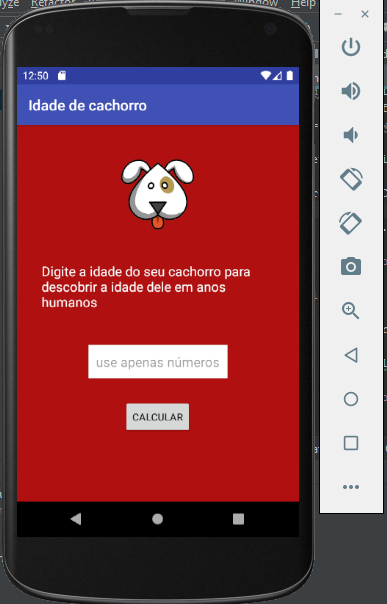 Refactor
Window Help
12:50
Idade de cachorro
Digite a idade do seu cachorro para
descobrir a idade dele em anos
humanos
use apenas números
CALCULAR